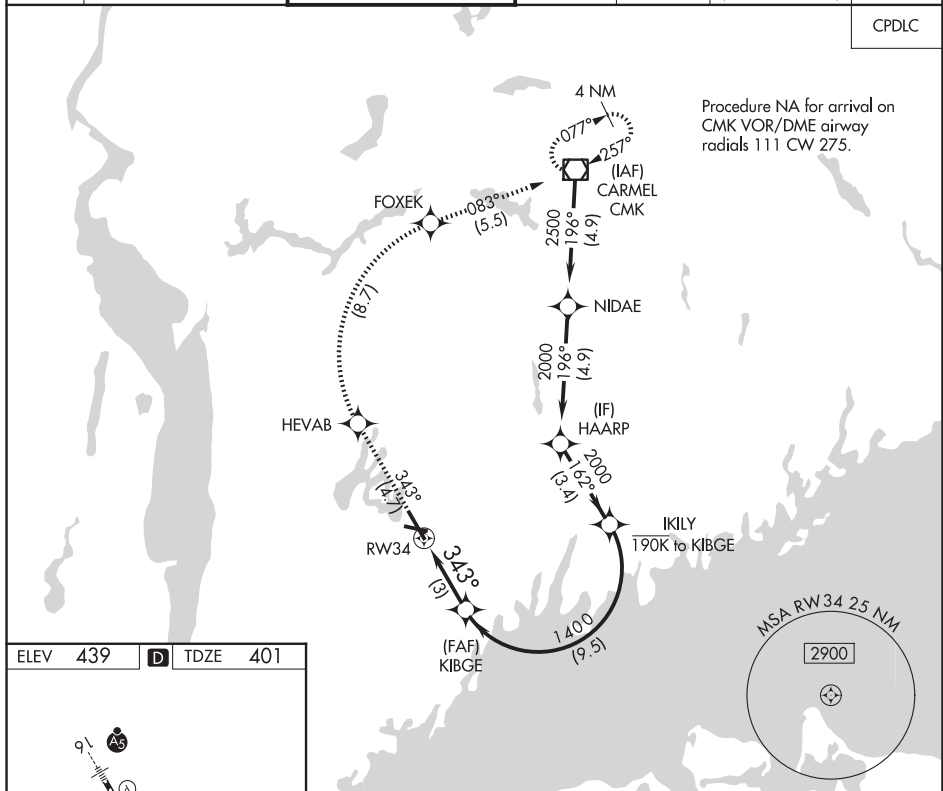 CPDLC
4 NM
Procedure NA for arrival on
CMK VOR/DME airway
radials 111 CW 275.
077°
257°
(IAF)
CARMEL
CMK
FOXEK
083°
(5.5)
2500
196°
(4.9)
(8.7)
NIDAE
2000
196°
(4.9)
(IF)
HAARP
HEVAB
2000
162°
(3.4)
343°
(4.7)
IKILY
190K to KIBGE
RW34
343°
(3)
1400
(9.5)
(FAF)
KIBGE
MSA RW34 25 NM
2900
ELEV 439 D TDZE 401
16
A5
A